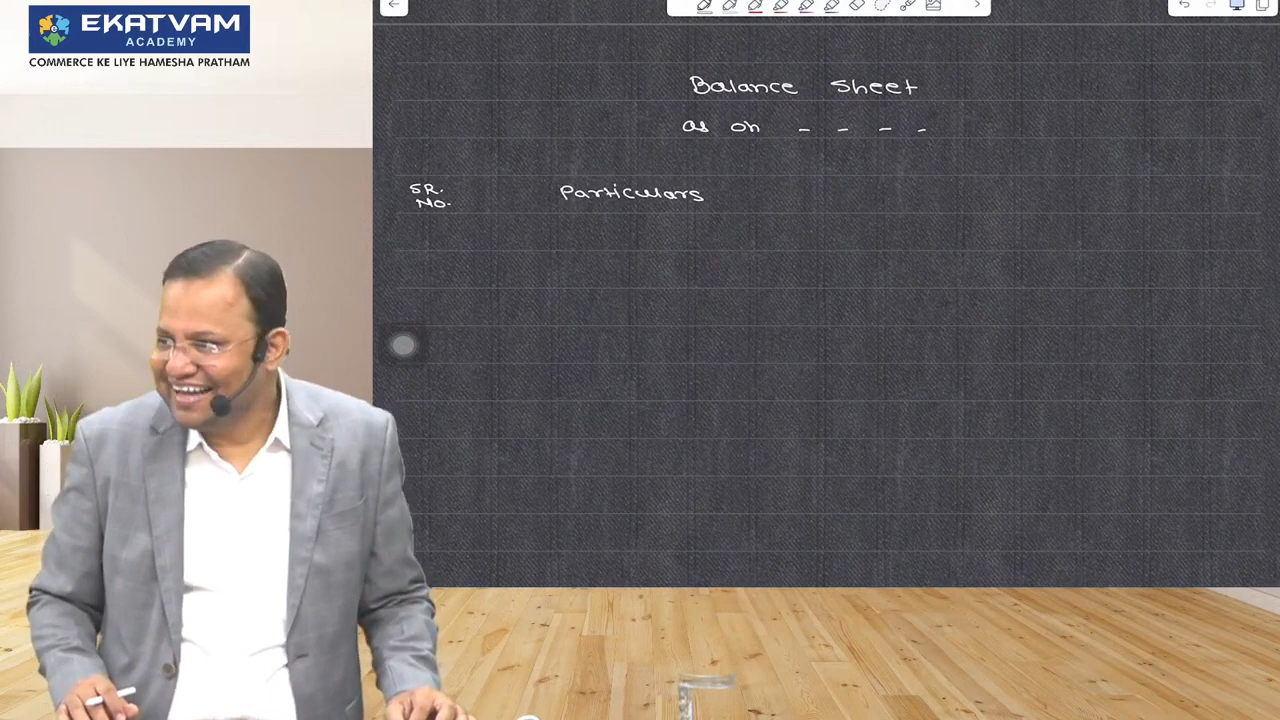 EKATVAM
ACADEMY
COMMERCE KE LIYE HAMESHA PRATHAM
Balance Sheet
as on - - - -
SR. No.
Particulars